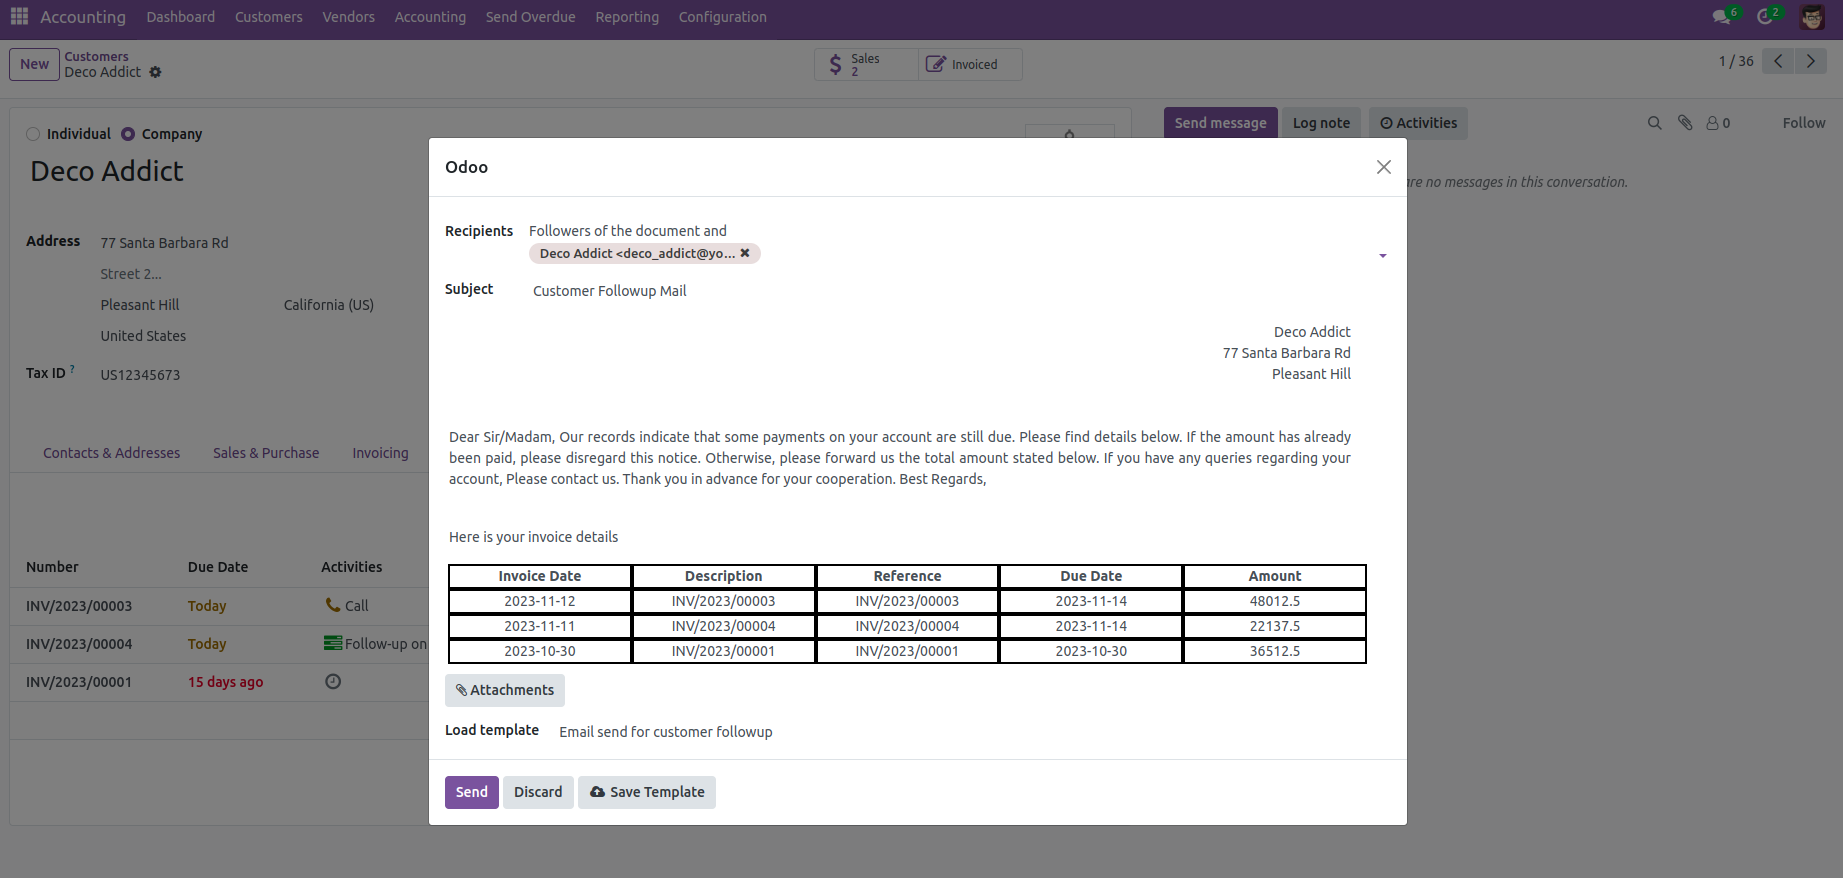 Accounting Dashboard Customers Vendors Accounting Send Overdue Reporting Configuration 6 2
New Customers
Deco Addict
Sales
2
Invoiced
1 / 36
Individual Company
Send message Log note Activities 0 Follow
Deco Addict
are no messages in this conversation.
Address 77 Santa Barbara Rd
Street 2...
Pleasant Hill California (US)
United States
Tax ID ? US12345673
Contacts & Addresses Sales & Purchase Invoicing
Number Due Date Activities
INV/2023/00003 Today Call
INV/2023/00004 Today Follow-up on
INV/2023/00001 15 days ago
Odoo
Recipients Followers of the document and
Deco Addict <deco_addict@yo...
Subject Customer Followup Mail
Deco Addict
77 Santa Barbara Rd
Pleasant Hill
Dear Sir/Madam, Our records indicate that some payments on your account are still due. Please find details below. If the amount has already
been paid, please disregard this notice. Otherwise, please forward us the total amount stated below. If you have any queries regarding your
account, Please contact us. Thank you in advance for your cooperation. Best Regards,
Here is your invoice details
Invoice Date Description Reference Due Date Amount
2023-11-12 INV/2023/00003 INV/2023/00003 2023-11-14 48012.5
2023-11-11 INV/2023/00004 INV/2023/00004 2023-11-14 22137.5
2023-10-30 INV/2023/00001 INV/2023/00001 2023-10-30 36512.5
Attachments
Load template Email send for customer followup
Send Discard Save Template